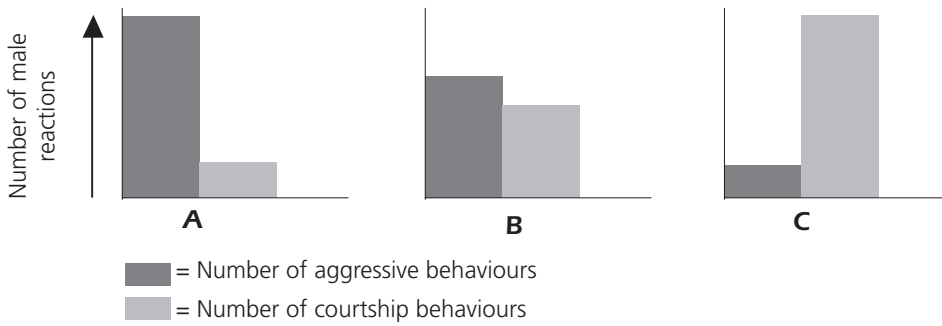 Number of male
reactions
A
B
C
= Number of aggressive behaviours
= Number of courtship behaviours